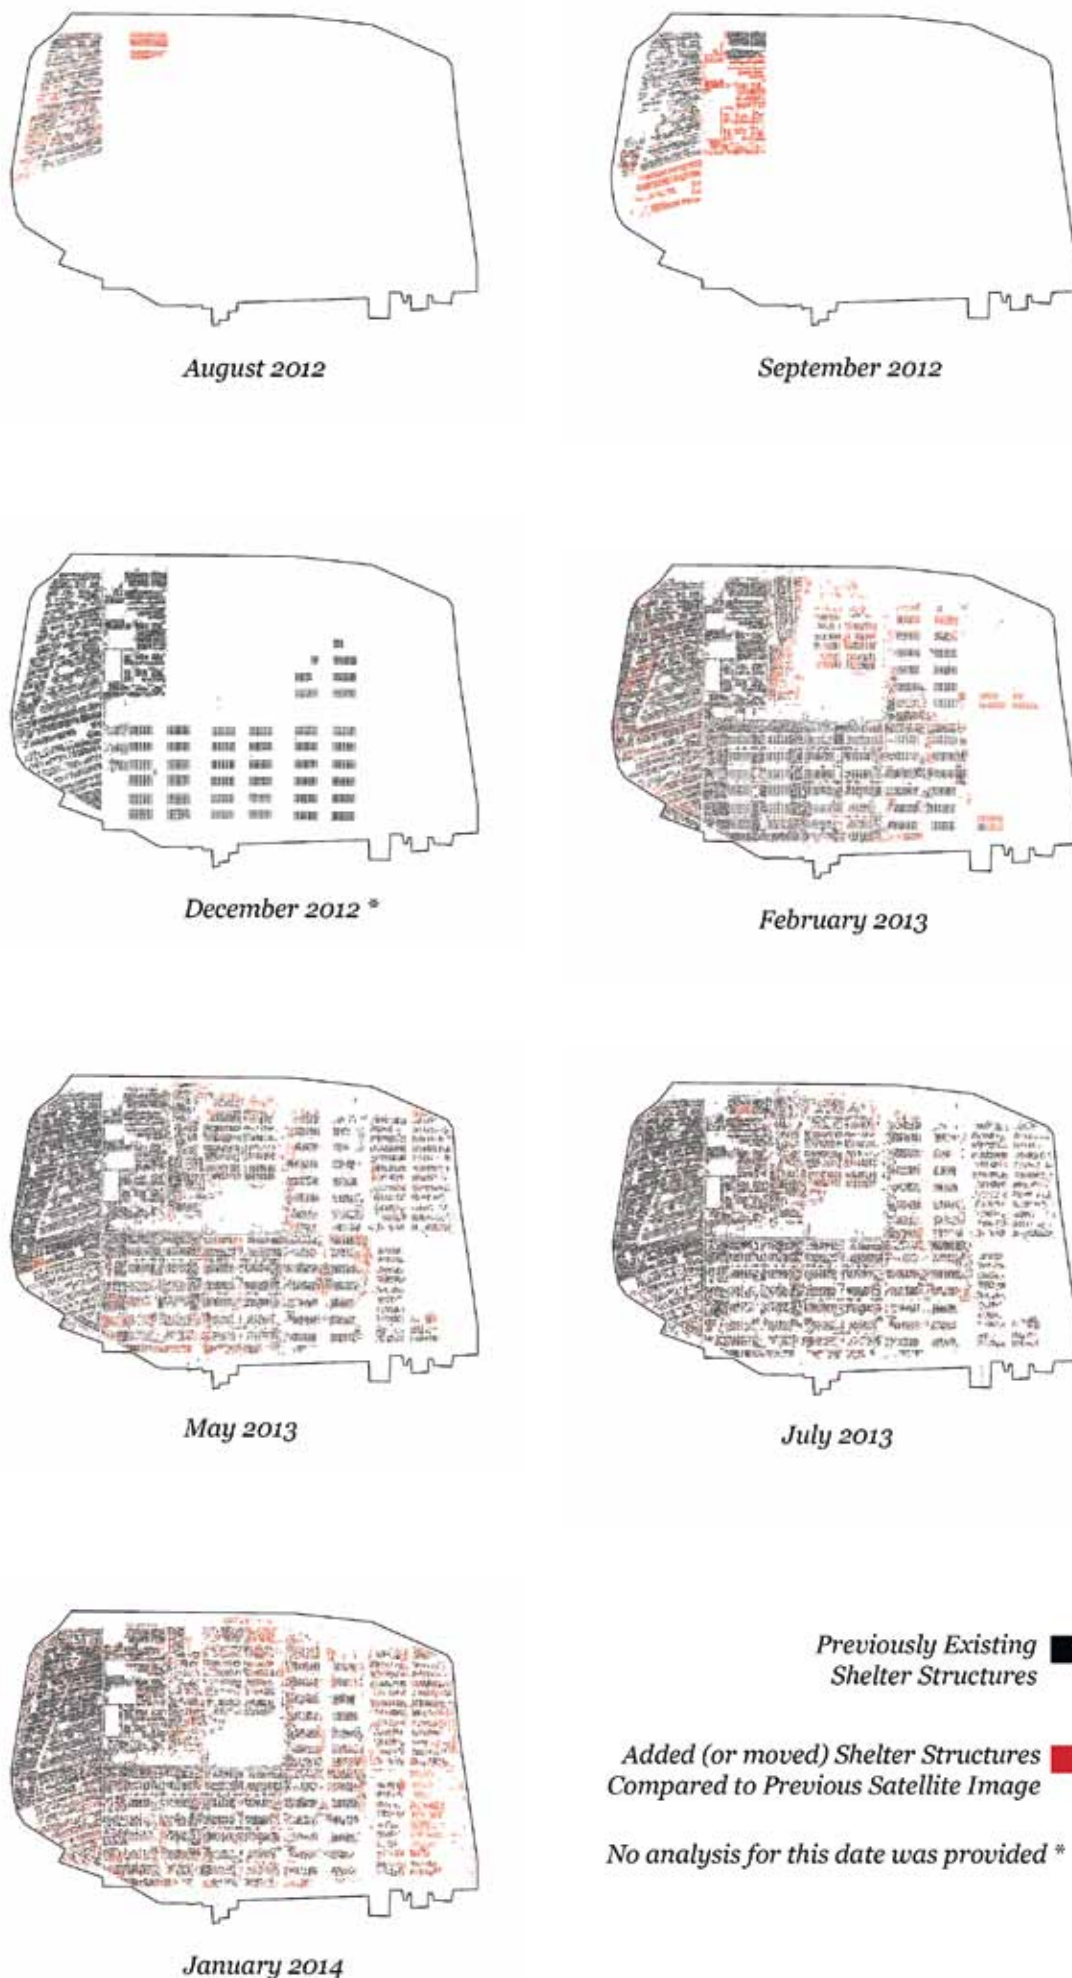 August 2012
September 2012
December 2012 *
February 2013
May 2013
July 2013
January 2014
Previously Existing
Shelter Structures
Added (or moved) Shelter Structures
Compared to Previous Satellite Image
No analysis for this date was provided *